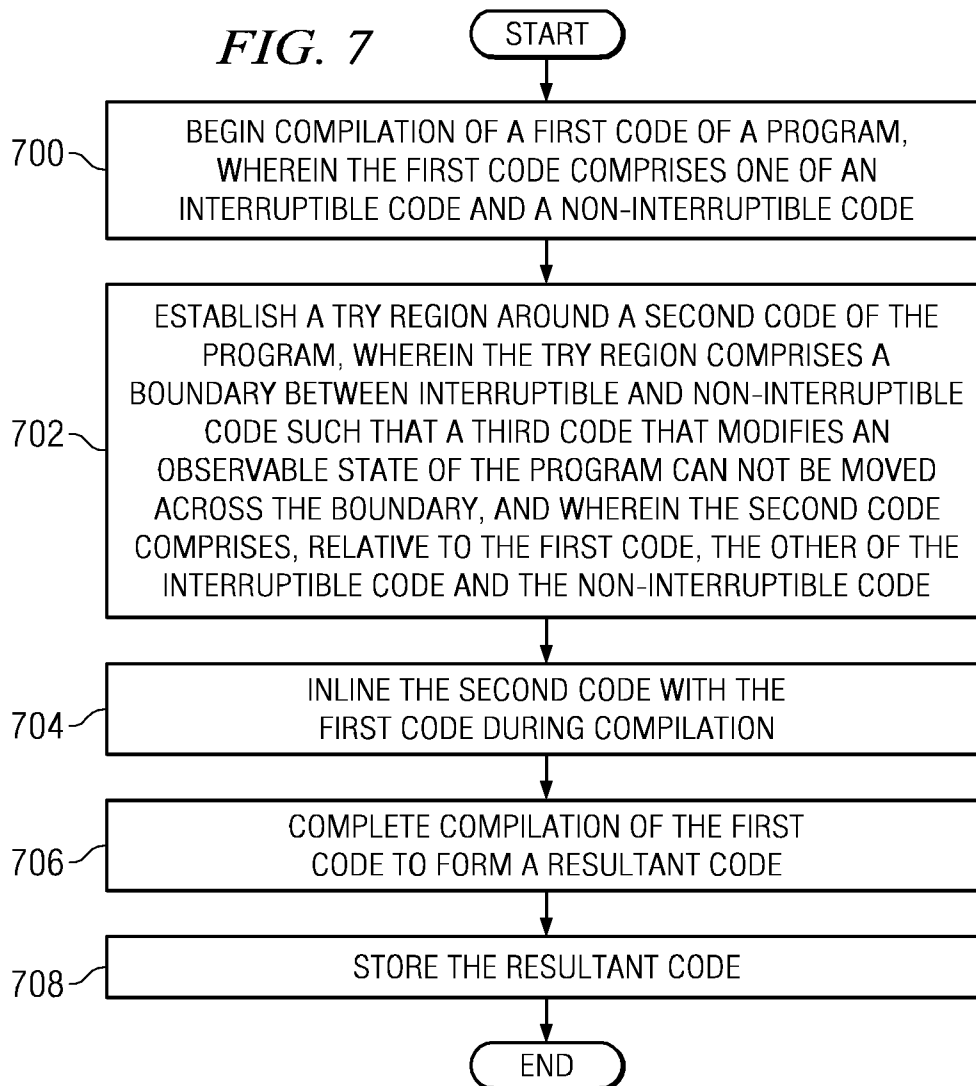 FIG. 7
START
700
BEGIN COMPILATION OF A FIRST CODE OF A PROGRAM,
WHEREIN THE FIRST CODE COMPRISES ONE OF AN
INTERRUPTIBLE CODE AND A NON-INTERRUPTIBLE CODE
702
ESTABLISH A TRY REGION AROUND A SECOND CODE OF THE
PROGRAM, WHEREIN THE TRY REGION COMPRISES A
BOUNDARY BETWEEN INTERRUPTIBLE AND NON-INTERRUPTIBLE
CODE SUCH THAT A THIRD CODE THAT MODIFIES AN
OBSERVABLE STATE OF THE PROGRAM CAN NOT BE MOVED
ACROSS THE BOUNDARY, AND WHEREIN THE SECOND CODE
COMPRISES, RELATIVE TO THE FIRST CODE, THE OTHER OF THE
INTERRUPTIBLE CODE AND THE NON-INTERRUPTIBLE CODE
704
INLINE THE SECOND CODE WITH THE
FIRST CODE DURING COMPILATION
706
COMPLETE COMPILATION OF THE FIRST
CODE TO FORM A RESULTANT CODE
708
STORE THE RESULTANT CODE
END